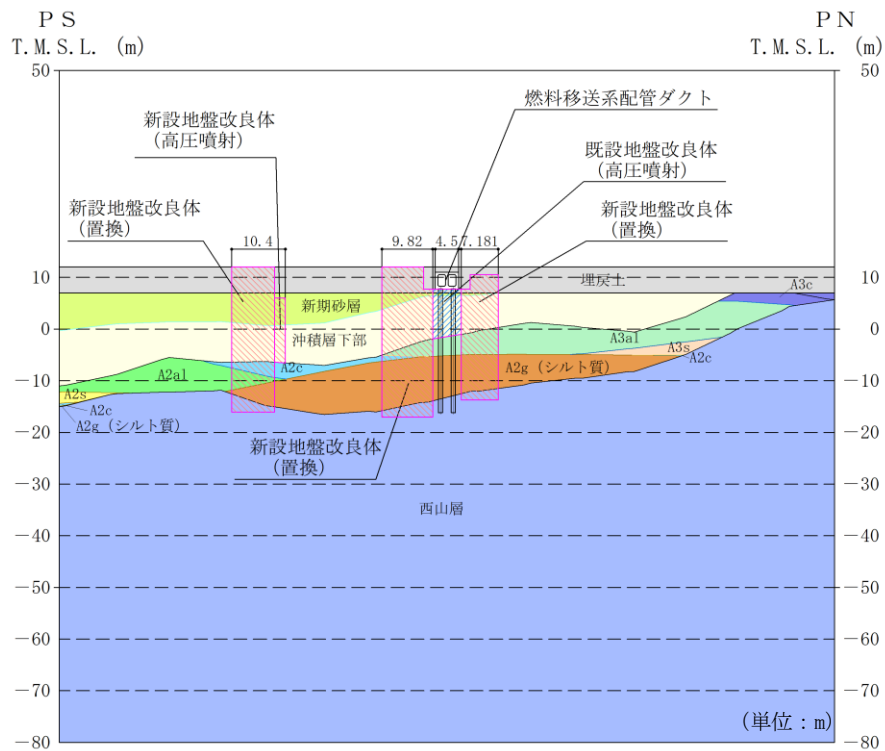 PS
T.M.S.L. (m)
PN
T.M.S.L. (m)
50
50
燃料移送系配管ダクト
新設地盤改良体
(高圧噴射)
既設地盤改良体
(高圧噴射)
新設地盤改良体
(置換)
新設地盤改良体
(置換)
10.4
9.82
4.5
7.181
10
埋戻土
A3c
10
新期砂層
0
沖積層下部
A3al
0
A3s
A2c
A2c
A2al
A2g(シルト質)
-10
-10
A2s
A2c
A2g(シルト質)
-20
-20
新設地盤改良体
(置換)
-30
-30
西山層
-40
-40
-50
-50
-60
-60
-70
-70
(単位:m)
-80
-80